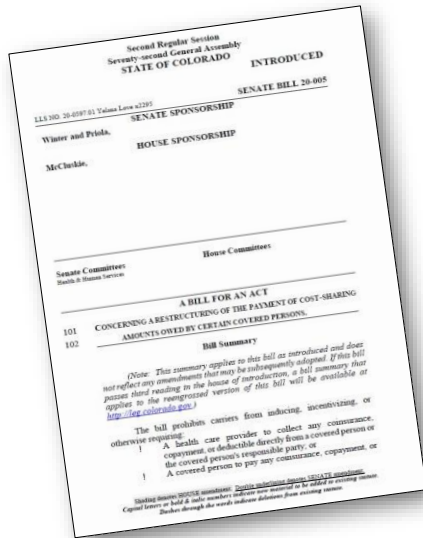 Second Regular Session
Seventy-second General Assembly
STATE OF COLORADO
INTRODUCED
LLS NO. 20-0597.01 Yelana Love x2295
SENATE BILL 20-005
SENATE SPONSORSHIP
Winter and Priola,
HOUSE SPONSORSHIP
McCluskie,
Senate Committees
House Committees
Health & Human Services
A BILL FOR AN ACT
101 CONCERNING A RESTRUCTURING OF THE PAYMENT OF COST-SHARING
102 AMOUNTS OWED BY CERTAIN COVERED PERSONS.
Bill Summary
(Note: This summary applies to this bill as introduced and does
not reflect any amendments that may be subsequently adopted. If this bill
passes third reading in the house of introduction, a bill summary that
applies to the reengrossed version of this bill will be available at
http://leg.colorado.gov.)
The bill prohibits carriers from inducing, incentivizing, or
otherwise requiring:
! A health care provider to collect any coinsurance,
copayment, or deductible directly from a covered person or
the covered person's responsible party; or
! A covered person to pay any coinsurance, copayment, or
Shading denotes HOUSE amendment. Double underlining denotes SENATE amendment.
Capital letters or bold & italic numbers indicate new material to be added to existing statute.
Dashes through the words indicate deletions from existing statute.